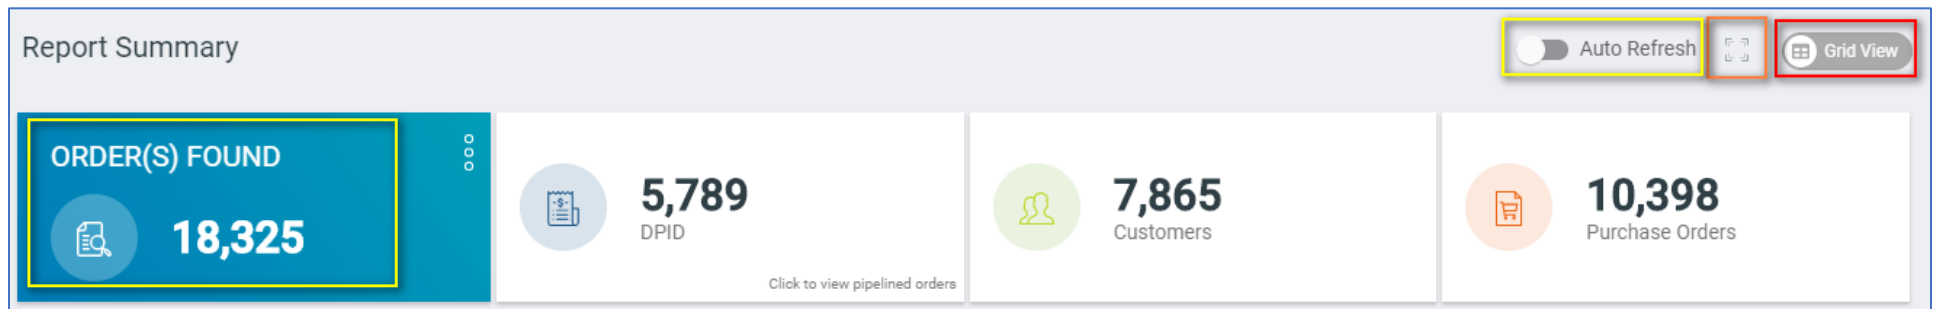 Report Summary
Auto Refresh
Grid View
ORDER(S) FOUND
18,325
5,789
DPID
Click to view pipelined orders
7,865
Customers
10,398
Purchase Orders